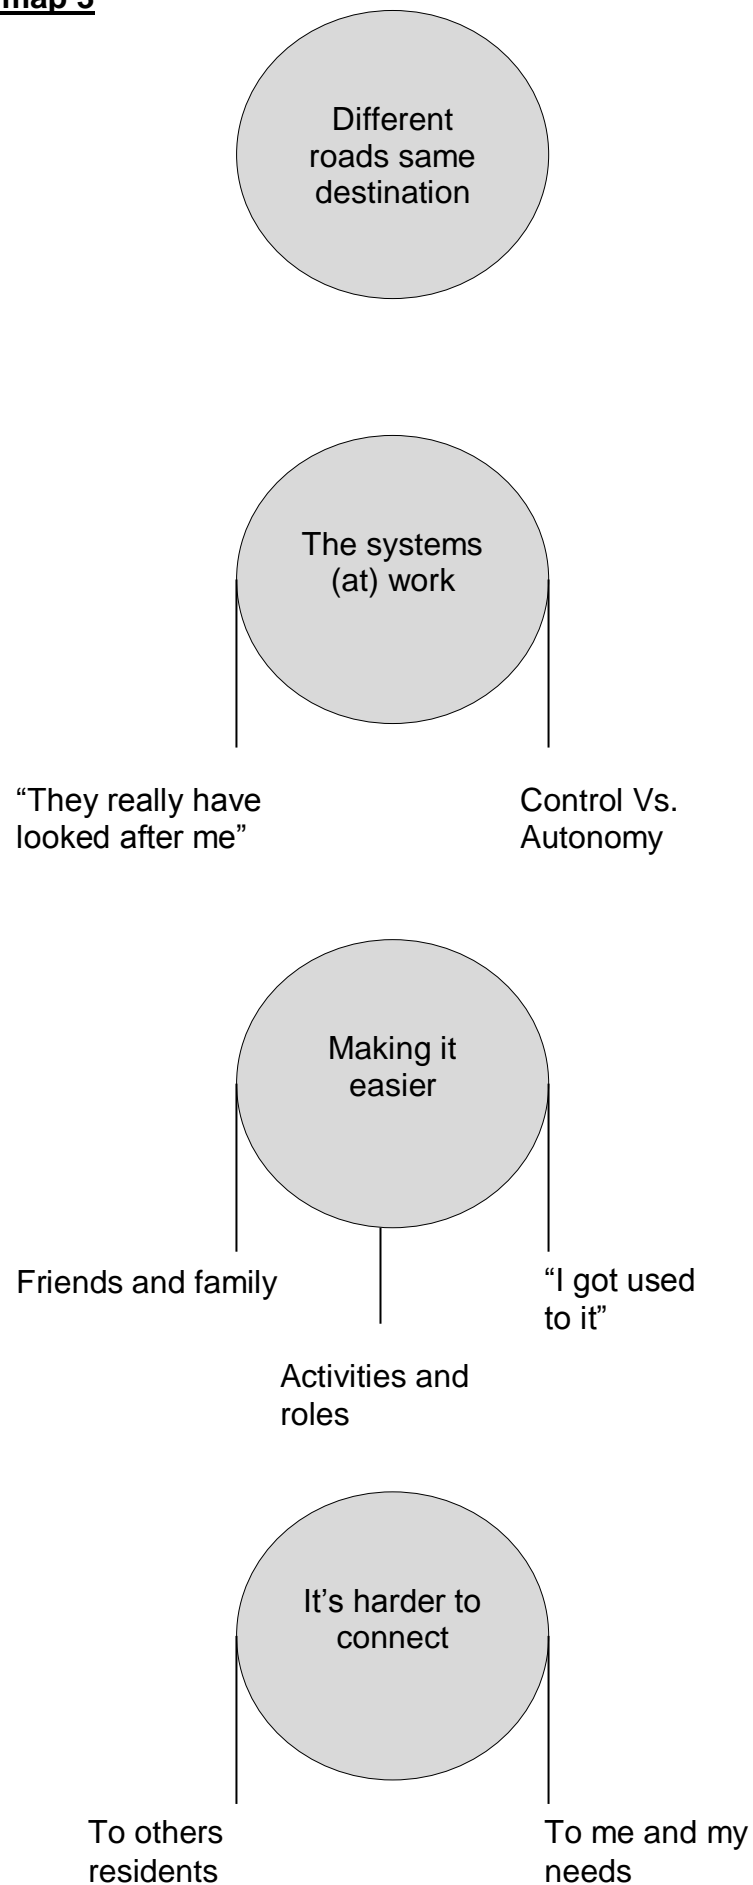 map 3
Different
roads same
destination
The systems
(at) work
“They really have
looked after me”
Control Vs.
Autonomy
Making it
easier
Friends and family
“I got used
to it”
Activities and
roles
It’s harder to
connect
To others
residents
To me and my
needs